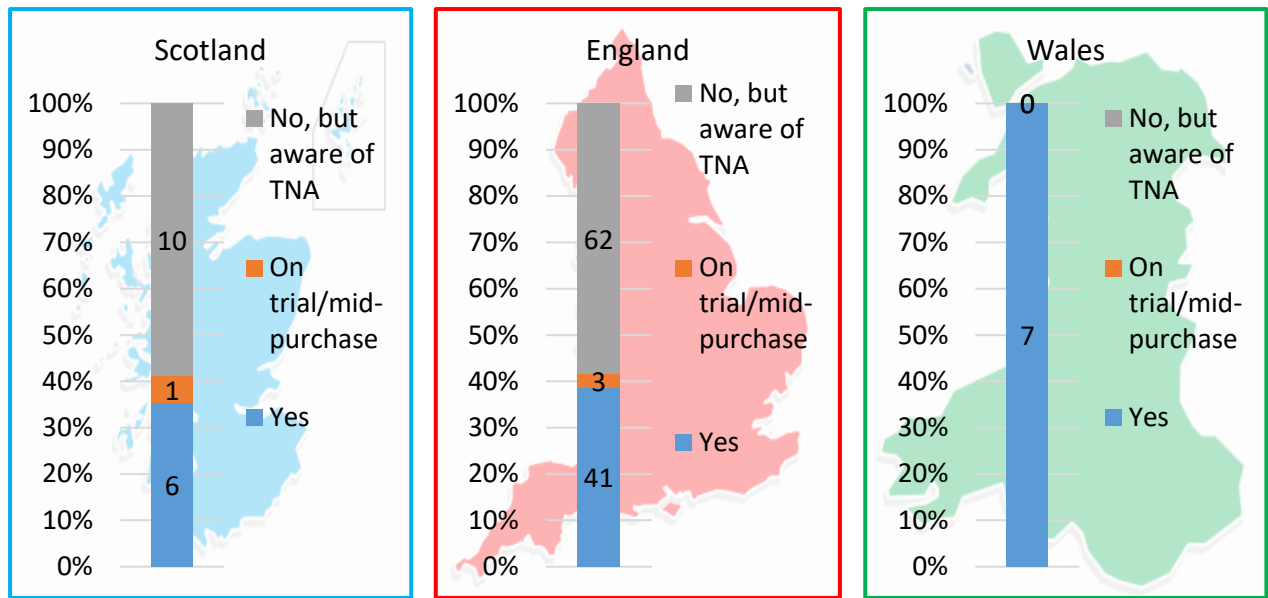 Scotland
100%
90%
80%
70%
60%
50%
40%
30%
20%
10%
0%
10
1
6
No, but
aware of
TNA
On
trial/mid-
purchase
Yes
England
100%
90%
80%
70%
60%
50%
40%
30%
20%
10%
0%
62
3
41
No, but
aware of
TNA
On
trial/mid-
purchase
Yes
Wales
100%
90%
80%
70%
60%
50%
40%
30%
20%
10%
0%
0
7
No, but
aware of
TNA
On
trial/mid-
purchase
Yes